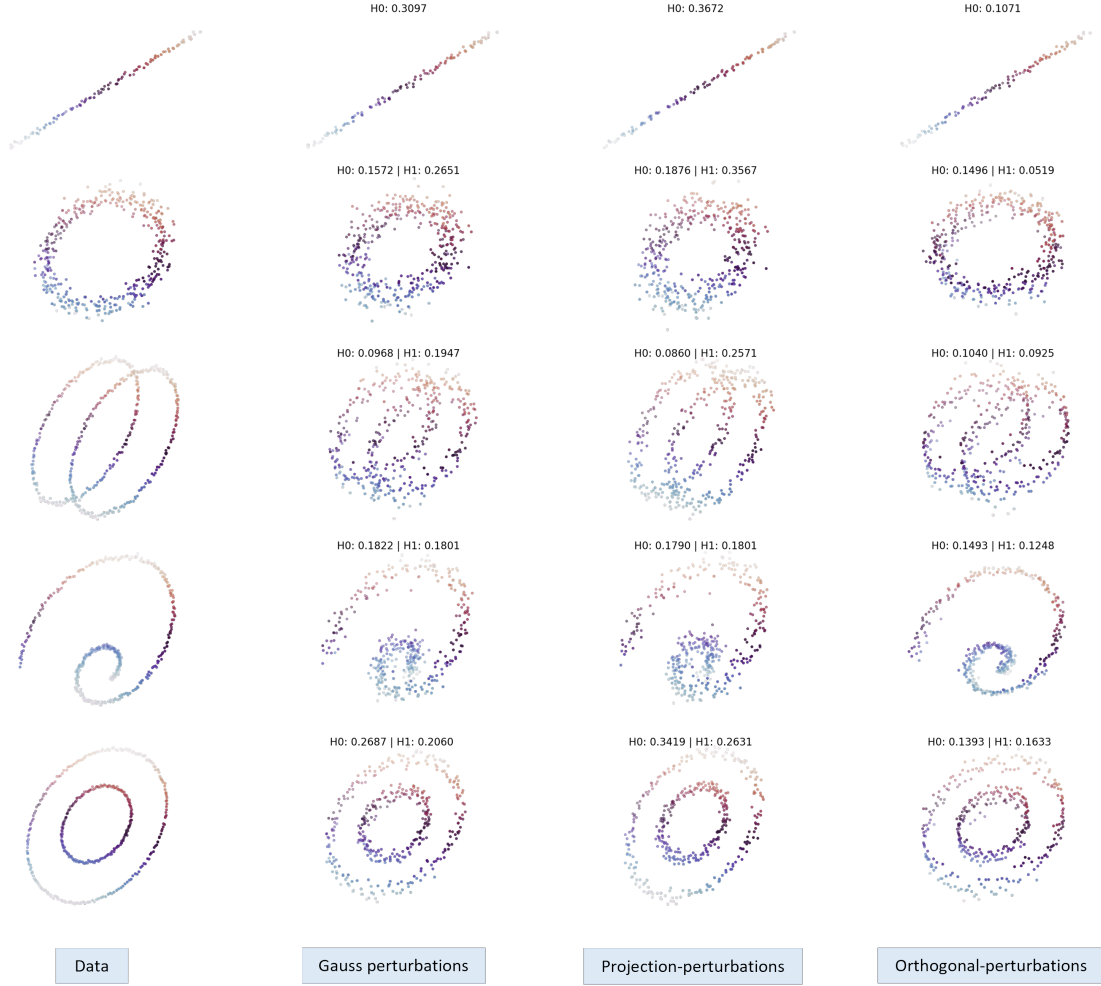 H0: 0.3097
H0: 0.3672
H0: 0.1071
H0: 0.1572 | H1: 0.2651
H0: 0.1876 | H1: 0.3567
H0: 0.1496 | H1: 0.0519
H0: 0.0968 | H1: 0.1947
H0: 0.0860 | H1: 0.2571
H0: 0.1040 | H1: 0.0925
H0: 0.1822 | H1: 0.1801
H0: 0.1790 | H1: 0.1801
H0: 0.1493 | H1: 0.1248
H0: 0.2687 | H1: 0.2060
H0: 0.3419 | H1: 0.2631
H0: 0.1393 | H1: 0.1633
Data
Gauss perturbations
Projection-perturbations
Orthogonal-perturbations